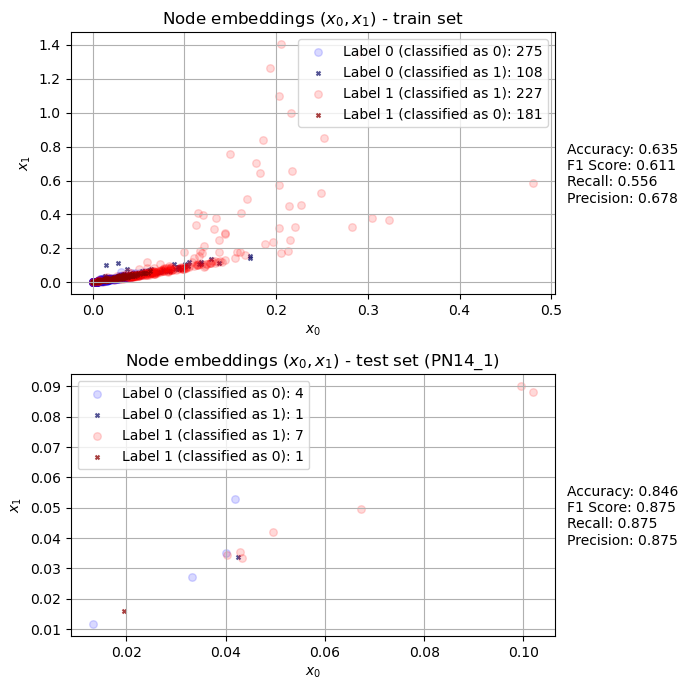 Node embeddings (x₀, x₁) - train set
Label 0 (classified as 0): 275
Label 0 (classified as 1): 108
Label 1 (classified as 1): 227
Label 1 (classified as 0): 181
1.4
1.2
1.0
0.8
0.6
0.4
0.2
0.0
x₁
0.0 0.1 0.2 0.3 0.4 0.5
x₀
Accuracy: 0.635
F1 Score: 0.611
Recall: 0.556
Precision: 0.678
Node embeddings (x₀, x₁) - test set (PN14_1)
Label 0 (classified as 0): 4
Label 0 (classified as 1): 1
Label 1 (classified as 1): 7
Label 1 (classified as 0): 1
0.09
0.08
0.07
0.06
0.05
0.04
0.03
0.02
0.01
x₁
0.02 0.04 0.06 0.08 0.10
x₀
Accuracy: 0.846
F1 Score: 0.875
Recall: 0.875
Precision: 0.875